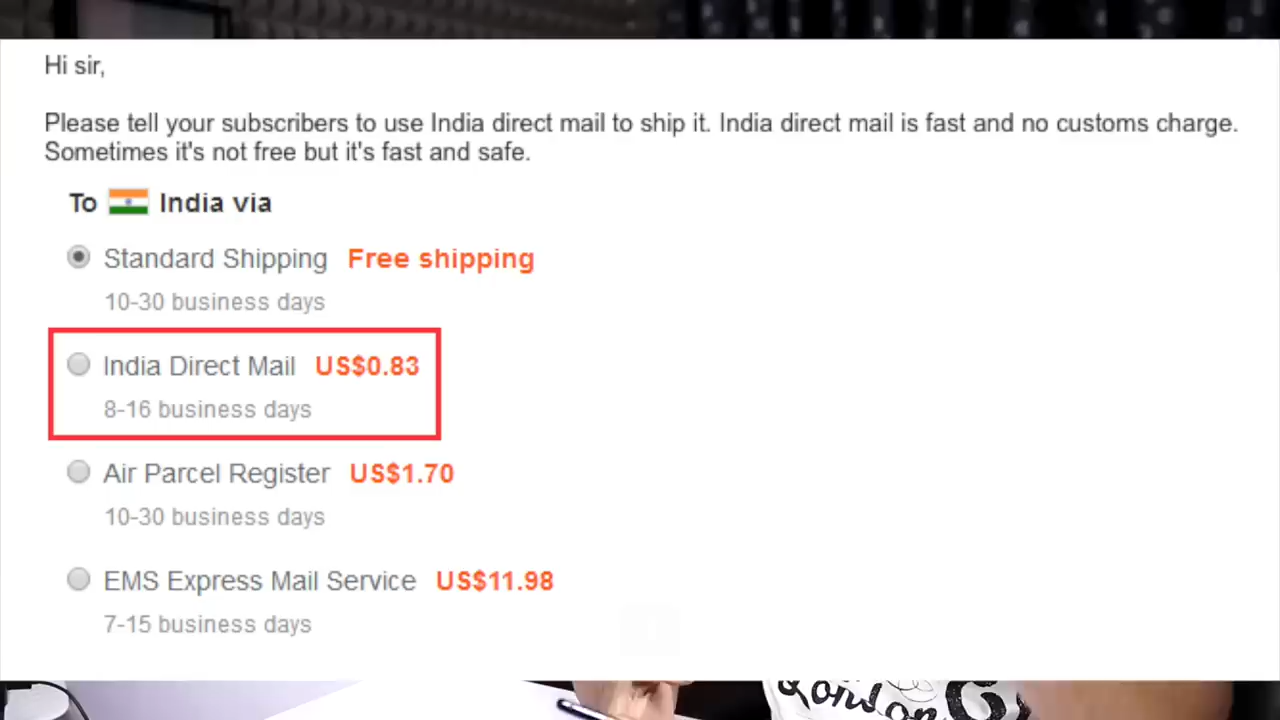 Hi sir,
Please tell your subscribers to use India direct mail to ship it. India direct mail is fast and no customs charge.
Sometimes it's not free but it's fast and safe.
To India via
Standard Shipping Free shipping
10-30 business days
India Direct Mail US$0.83
8-16 business days
Air Parcel Register US$1.70
10-30 business days
EMS Express Mail Service US$11.98
7-15 business days
London